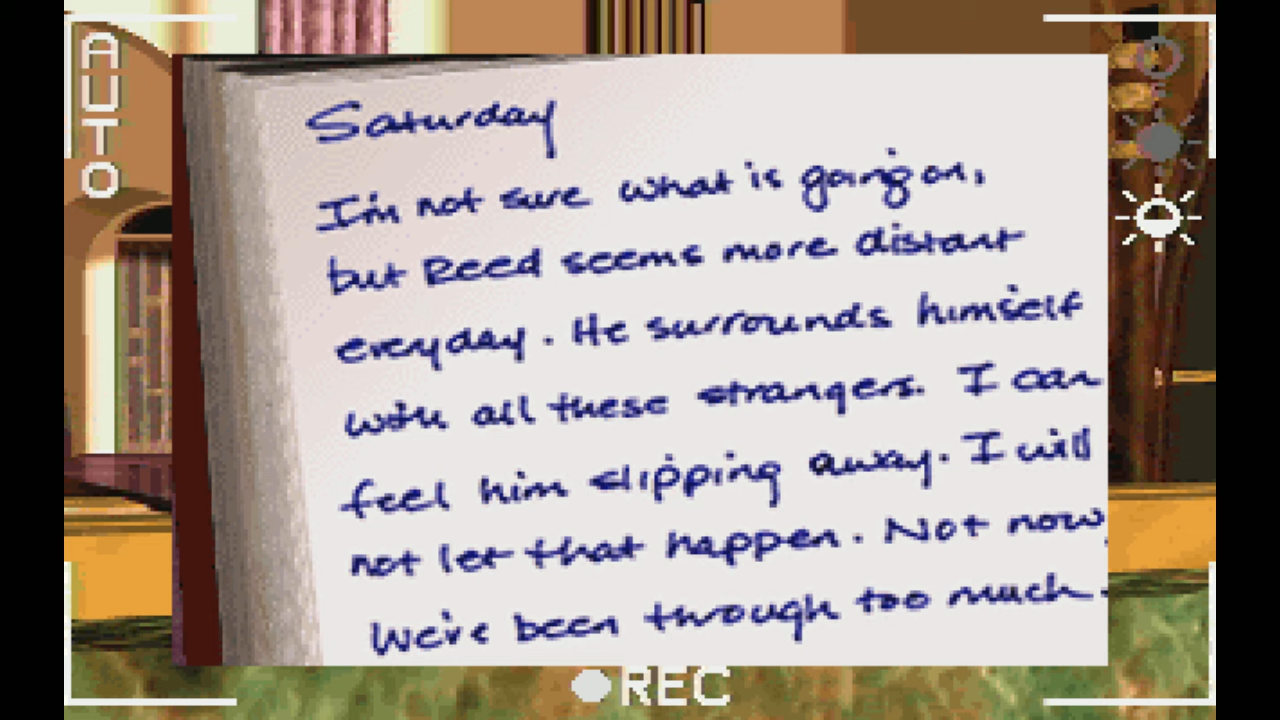 AUTO
Saturday
I'm not sure what is going on,
but Reed seems more distant
everyday. He surrounds himself
with all these strangers. I can
feel him slipping away. I will
not let that happen. Not now,
We've been through too much.
REC